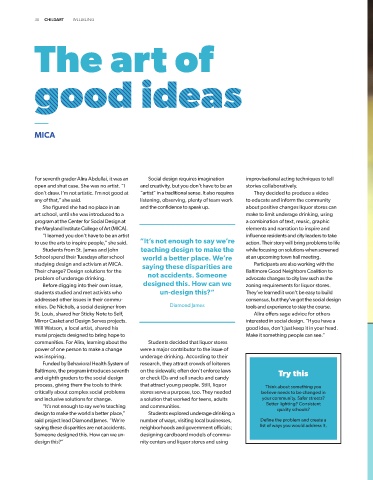 38 CHILDART WELLBEING
The art of
good ideas
MICA
For seventh grader Alira Abdullei, it was an
open and shut case. She was no artist. "I
don't draw, I'm not artistic. I'm not good at
any of that," she said.
She figured she had no place in an
art school, until she was introduced to a
program at the Center for Social Design at
the Maryland Institute College of Art (MICA).
"I learned you don't have to be an artist
to use the arts to inspire people," she said.
Students from St. James and John
School spend their Tuesdays after school
studying design and activism at MICA.
Their charge? Design solutions for the
problem of underage drinking.
Before digging into their own issue,
students studied and met activists who
addressed other issues in their commu-
nities. De Nichols, a social designer from
St. Louis, shared her Sticky Note to Self,
Mirror Casket and Design Serves projects.
Will Watson, a local artist, shared his
mural projects designed to bring hope to
communities. For Alira, learning about the
power of one person to make a change
was inspiring.
Funded by Behavioral Health System of
Baltimore, the program introduces seventh
and eighth graders to the social design
process, giving them the tools to think
critically about complex social problems
and inclusive solutions for change.
"It's not enough to say we're teaching
design to make the world a better place,"
said project lead Diamond James. "We're
saying these disparities are not accidents.
Someone designed this. How can we un-
design this?"
Social design requires imagination
and creativity, but you don't have to be an
"artist" in a traditional sense. It also requires
listening, observing, plenty of team work
and the confidence to speak up.
"It's not enough to say we're
teaching design to make the
world a better place. We're
saying these disparities are
not accidents. Someone
designed this. How can we
un-design this?"
Diamond James
Students decided that liquor stores
were a major contributor to the issue of
underage drinking. According to their
research, they attract crowds of loiterers
on the sidewalk; often don't enforce laws
or check IDs and sell snacks and candy
that attract young people. Still, liquor
stores serve a purpose, too. They needed
a solution that worked for teens, adults
and communities.
Students explored underage drinking a
number of ways, visiting local businesses,
neighborhoods and government officials;
designing cardboard models of commu-
nity centers and liquor stores and using
improvisational acting techniques to tell
stories collaboratively.
They decided to produce a video
to educate and inform the community
about positive changes liquor stores can
make to limit underage drinking, using
a combination of text, music, graphic
elements and narration to inspire and
influence residents and city leaders to take
action. Their story will bring problems to life
while focusing on solutions when screened
at an upcoming town hall meeting.
Participants are also working with the
Baltimore Good Neighbors Coalition to
advocate changes to city law such as the
zoning requirements for liquor stores.
They've learned it won't be easy to build
consensus, but they've got the social design
tools and experience to stay the course.
Alira offers sage advice for others
interested in social design. "If you have a
good idea, don't just keep it in your head.
Make it something people can see."
Try this
Think about something you
believe needs to be changed in
your community. Safer streets?
Better lighting? Consistent
quality schools?
Define the problem and create a
list of ways you would address it.